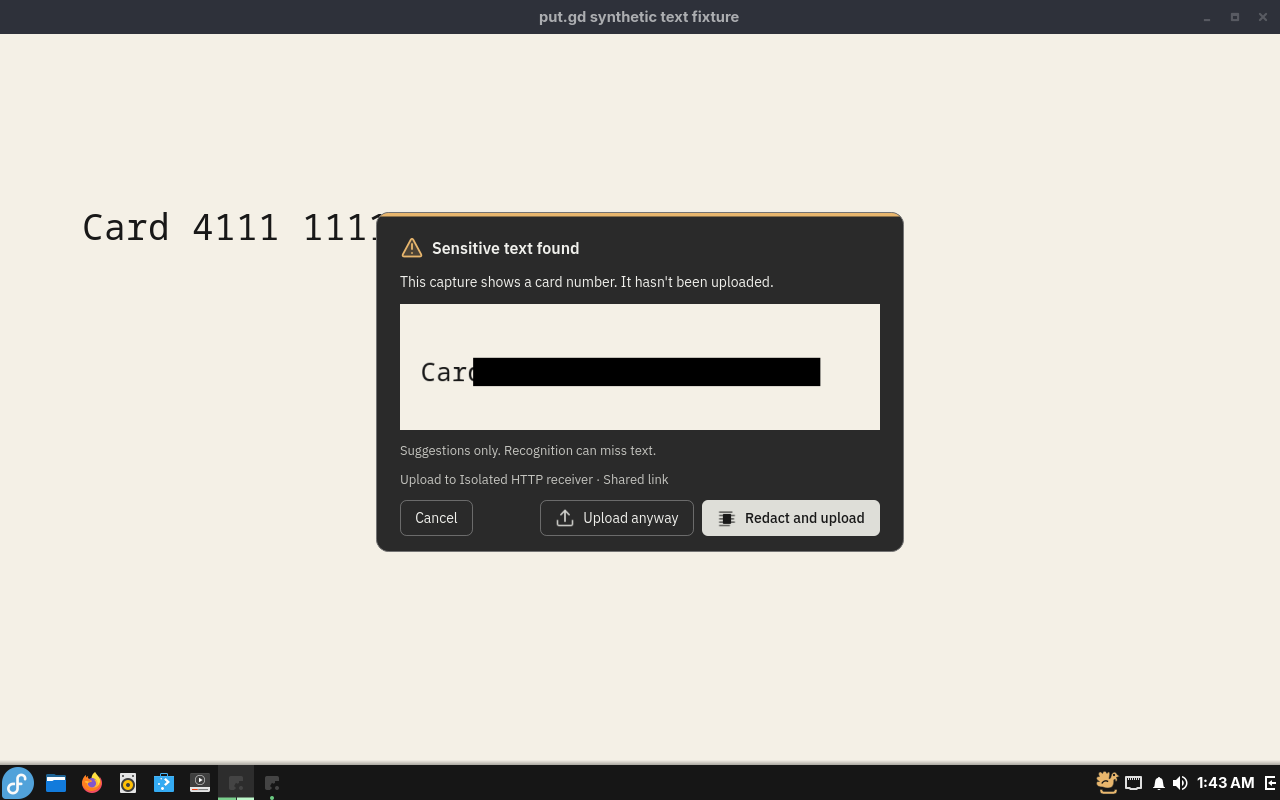 put.gd synthetic text fixture
Card 4111 1111
Sensitive text found
This capture shows a card number. It hasn't been uploaded.
Card
Suggestions only. Recognition can miss text.
Upload to Isolated HTTP receiver · Shared link
Cancel
Upload anyway
Redact and upload
1:43 AM